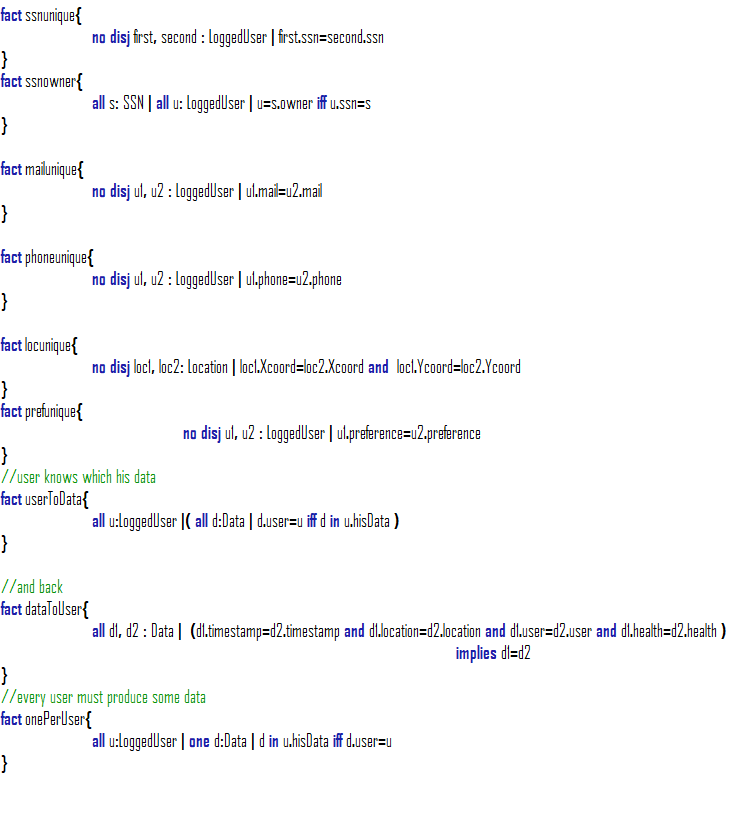 fact ssnunique{
no disj first, second : LoggedUser | first.ssn=second.ssn
}
fact ssnowner{
all s: SSN | all u: LoggedUser | u=s.owner iff u.ssn=s
}
fact mailunique{
no disj u1, u2 : LoggedUser | u1.mail=u2.mail
}
fact phoneunique{
no disj u1, u2 : LoggedUser | u1.phone=u2.phone
}
fact locunique{
no disj loc1, loc2: Location | loc1.Xcoord=loc2.Xcoord and loc1.Ycoord=loc2.Ycoord
}
fact prefunique{
no disj u1, u2 : LoggedUser | u1.preference=u2.preference
}
//user knows which his data
fact userToData{
all u:LoggedUser |( all d:Data | d.user=u iff d in u.hisData )
}
//and back
fact dataToUser{
all d1, d2 : Data | (d1.timestamp=d2.timestamp and d1.location=d2.location and d1.user=d2.user and d1.health=d2.health )
implies d1=d2
}
//every user must produce some data
fact onePerUser{
all u:LoggedUser | one d:Data | d in u.hisData iff d.user=u
}